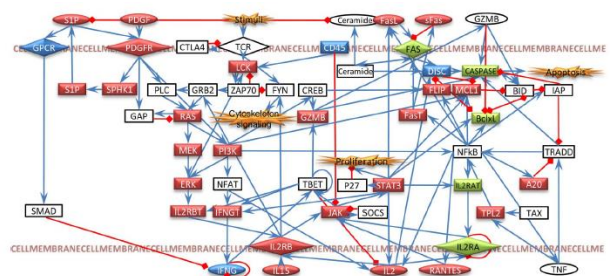 S1P PDGF Stimuli Ceramide Fast sFas GZMB
GPCR PDGFR CTLA4 TCR CD45 FAS
CELLMEMBRANECELLMEMBRANECELLMEMBRANECELLMEMBRANECELLMEMBRANECELLMEMBRANECELLMEMBRANE
LCK Ceramide DISC CASPASE Apoptosis
S1P SPHK1 PLC GRB2 ZAP70 FYN CREB FLIP MCL1 BID IAP
GAP RAS Cytoskeleton signaling GZMB FasT BclxL
MEK PI3K NFkB TRADD
Proliferation
ERK NFAT TBET P27 STAT3 IL2RAT A20
SMAD IL2RBT IFNGT JAK SOCS TPL2 TAX
IL2RB IL2RA
CELLMEMBRANECELLMEMBRANECELLMEMBRANECELLMEMBRANECELLMEMBRANECELLMEMBRANECELLMEMBRANE
IFNG IL15 IL2 RANTES TNF